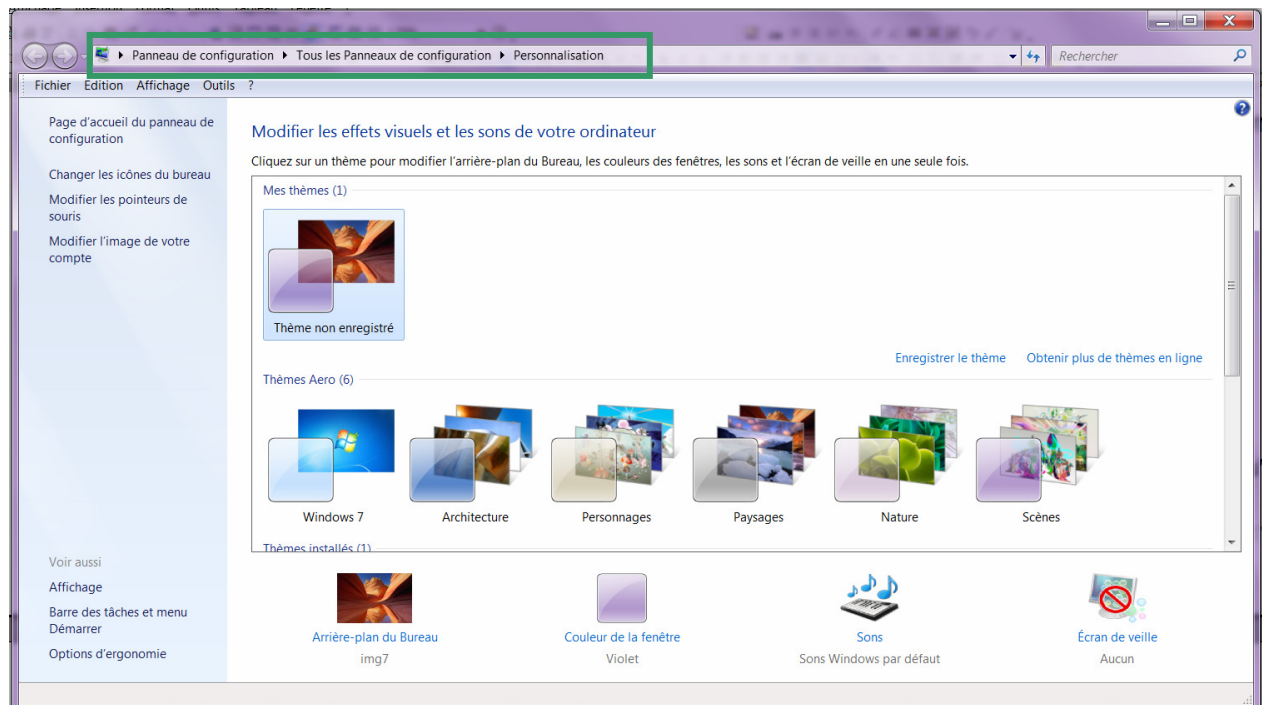 Panneau de configuration ▸ Tous les Panneaux de configuration ▸ Personnalisation
Rechercher
Fichier Edition Affichage Outils ?
Page d'accueil du panneau de
configuration
Changer les icônes du bureau
Modifier les pointeurs de
souris
Modifier l'image de votre
compte
Modifier les effets visuels et les sons de votre ordinateur
Cliquez sur un thème pour modifier l'arrière-plan du Bureau, les couleurs des fenêtres, les sons et l'écran de veille en une seule fois.
Mes thèmes (1)
Thème non enregistré
Enregistrer le thème Obtenir plus de thèmes en ligne
Thèmes Aero (6)
Windows 7 Architecture Personnages Paysages Nature Scènes
Thèmes installés (1)
Voir aussi
Affichage
Barre des tâches et menu
Démarrer
Options d'ergonomie
Arrière-plan du Bureau
img7
Couleur de la fenêtre
Violet
Sons
Sons Windows par défaut
Écran de veille
Aucun